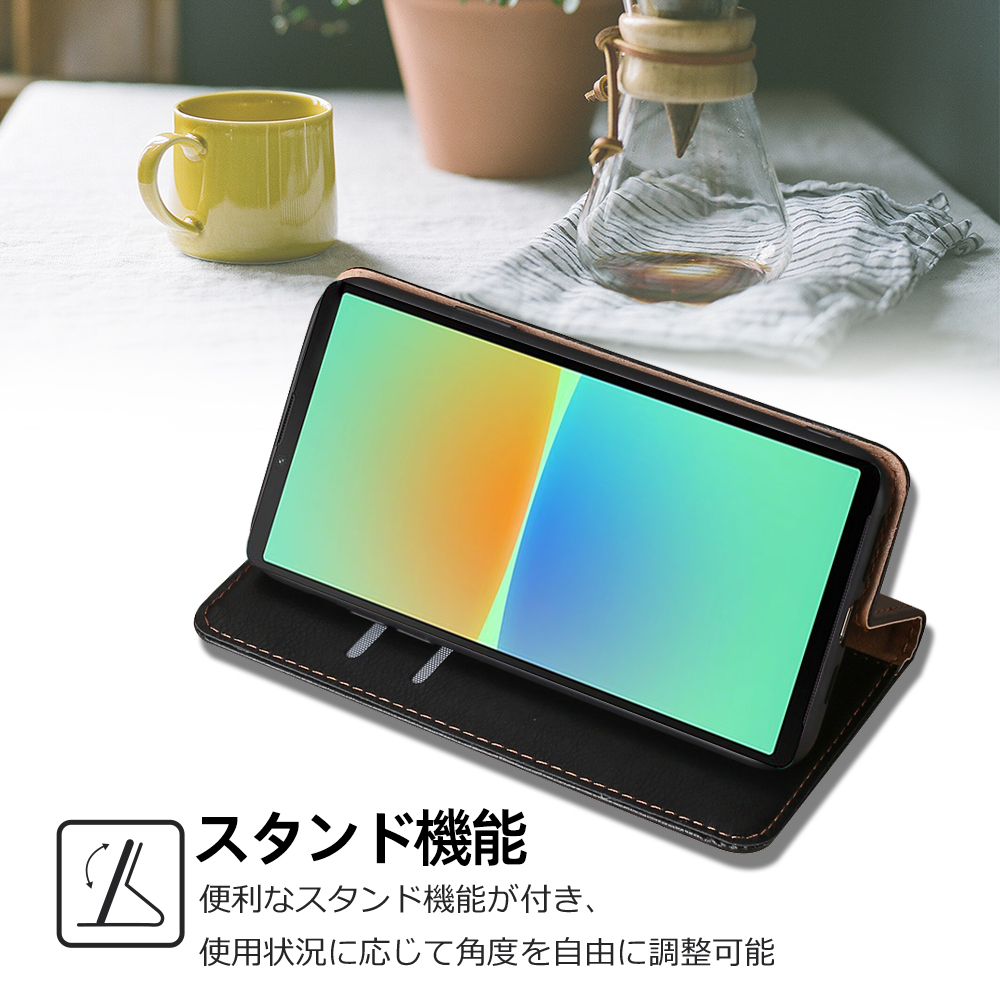 スタンド機能
便利なスタンド機能が付き、
使用状況に応じて角度を自由に調整可能